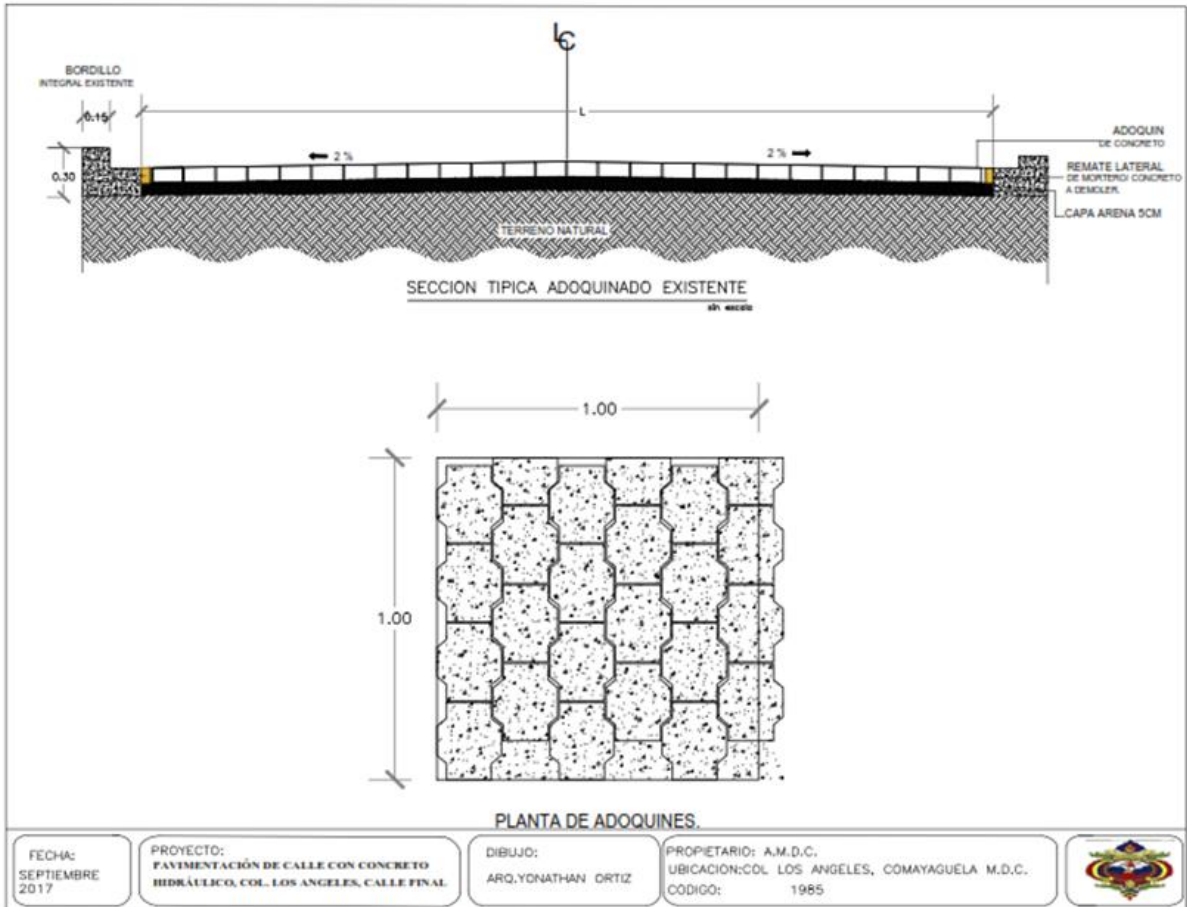 ℄
BORDILLO
INTEGRAL EXISTENTE
0.15
L
ADOQUIN
DE CONCRETO
2 %
2 %
REMATE LATERAL
DE MORTERO/ CONCRETO
A DEMOLER.
0.30
CAPA ARENA 5CM
TERRENO NATURAL
SECCION TIPICA ADOQUINADO EXISTENTE
sin escala
1.00
1.00
PLANTA DE ADOQUINES.
FECHA:
SEPTIEMBRE
2017
PROYECTO:
PAVIMENTACIÓN DE CALLE CON CONCRETO
HIDRÁULICO, COL. LOS ANGELES, CALLE FINAL
DIBUJO:
ARQ.YONATHAN ORTIZ
PROPIETARIO: A.M.D.C.
UBICACION:COL LOS ANGELES, COMAYAGUELA M.D.C.
CODIGO: 1985